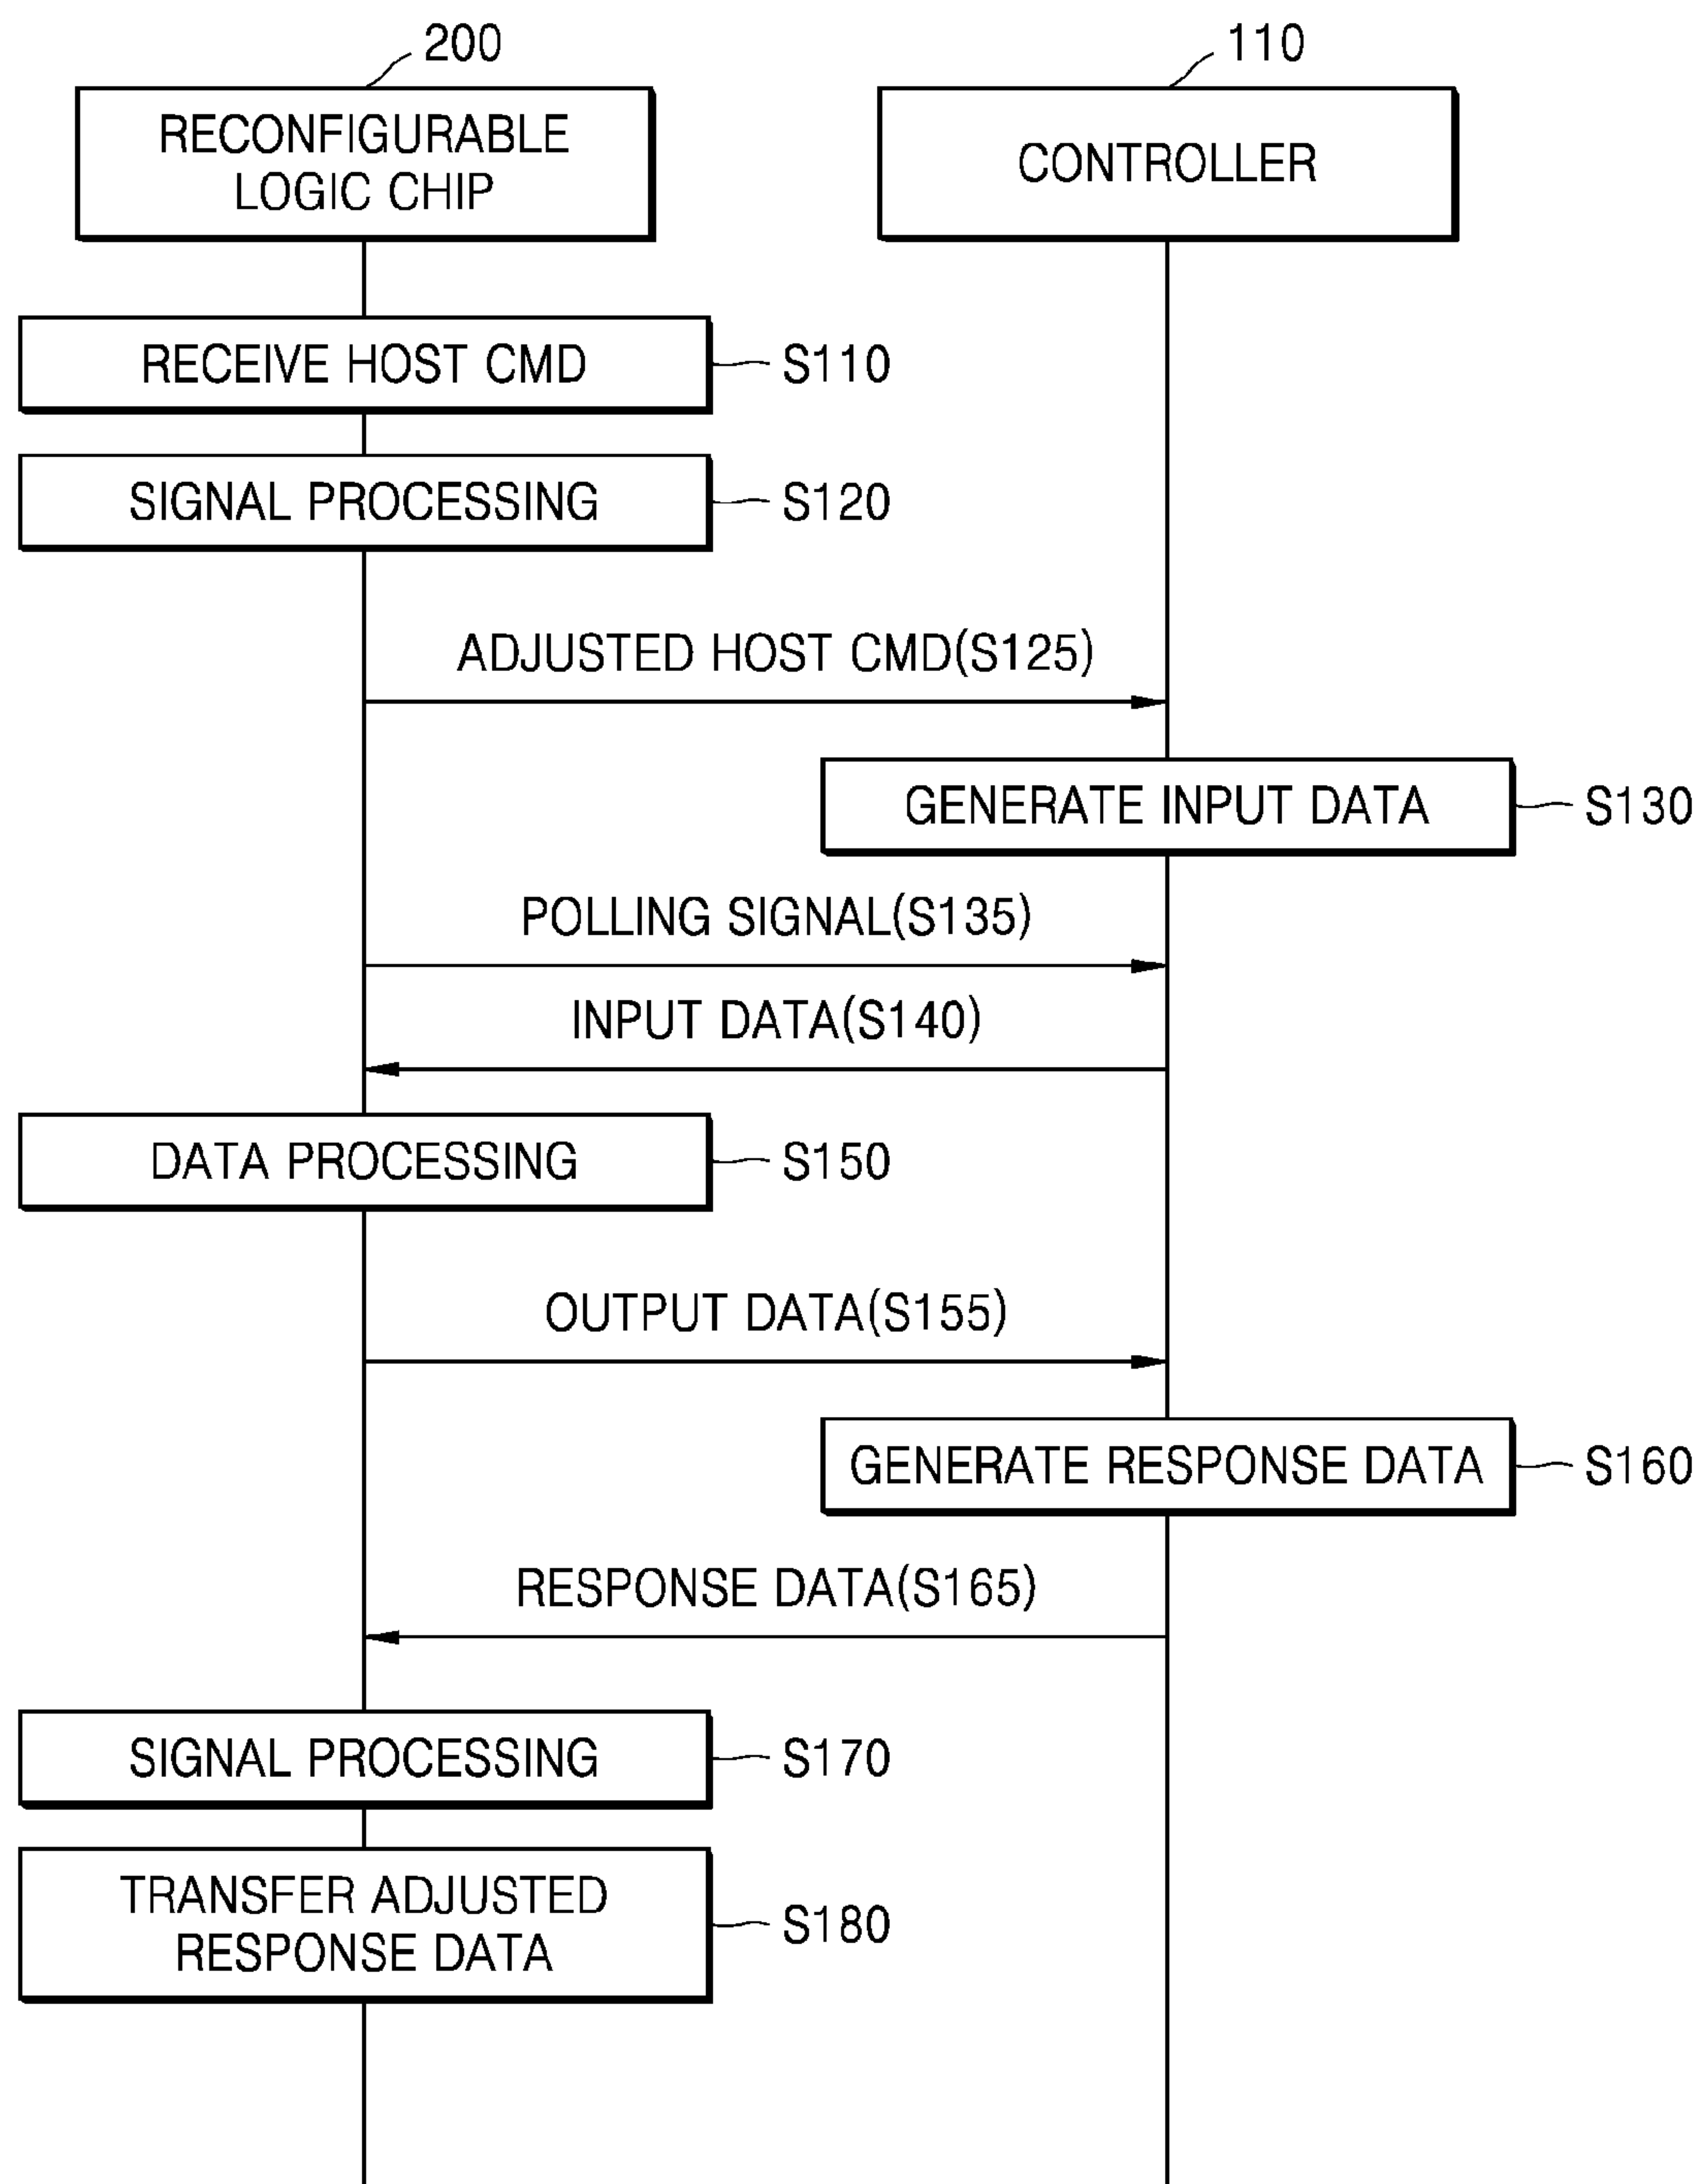 200
110
RECONFIGURABLE
LOGIC CHIP
CONTROLLER
RECEIVE HOST CMD
S110
SIGNAL PROCESSING
S120
ADJUSTED HOST CMD(S125)
GENERATE INPUT DATA
S130
POLLING SIGNAL(S135)
INPUT DATA(S140)
DATA PROCESSING
S150
OUTPUT DATA(S155)
GENERATE RESPONSE DATA
S160
RESPONSE DATA(S165)
SIGNAL PROCESSING
S170
TRANSFER ADJUSTED
RESPONSE DATA
S180